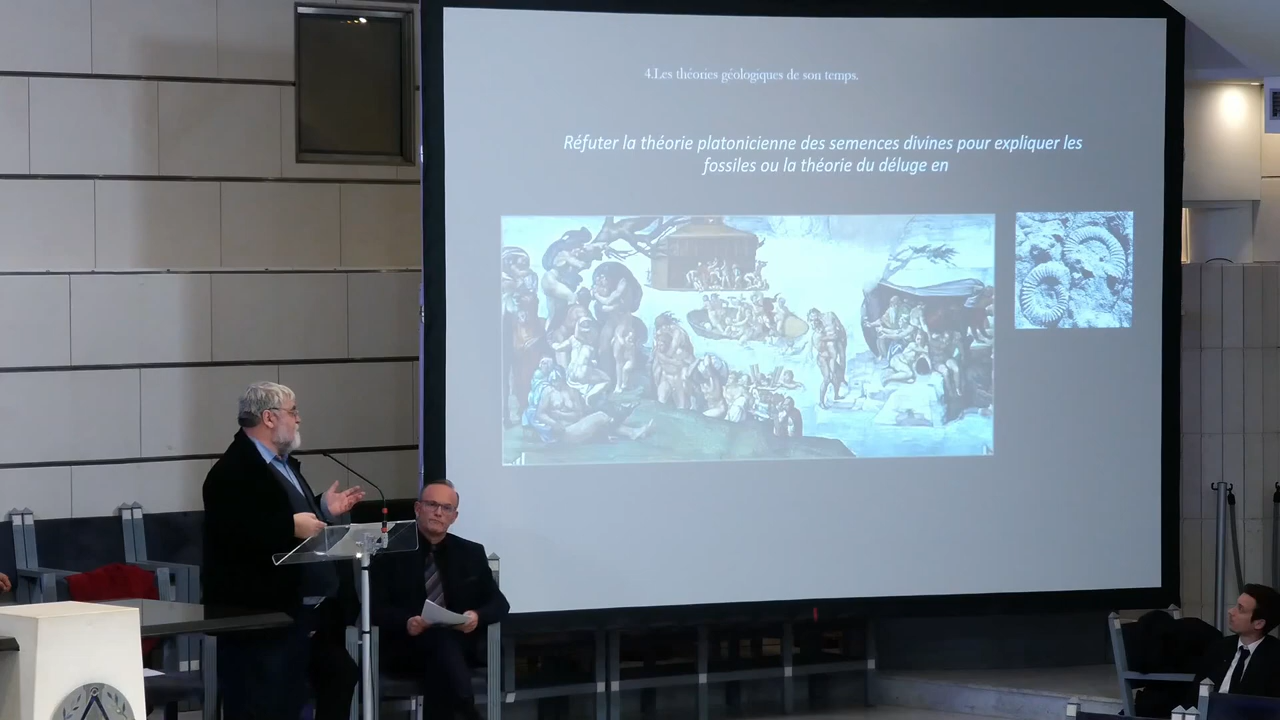 4.Les théories géologiques de son temps.
Réfuter la théorie platonicienne des semences divines pour expliquer les
fossiles ou la théorie du déluge en